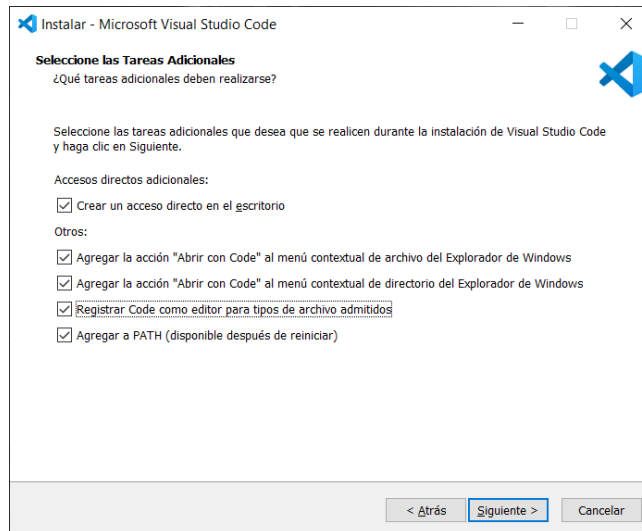 Instalar - Microsoft Visual Studio Code
Seleccione las Tareas Adicionales
¿Qué tareas adicionales deben realizarse?
Seleccione las tareas adicionales que desea que se realicen durante la instalación de Visual Studio Code
y haga clic en Siguiente.
Accesos directos adicionales:
Crear un acceso directo en el escritorio
Otros:
Agregar la acción "Abrir con Code" al menú contextual de archivo del Explorador de Windows
Agregar la acción "Abrir con Code" al menú contextual de directorio del Explorador de Windows
Registrar Code como editor para tipos de archivo admitidos
Agregar a PATH (disponible después de reiniciar)
< Atrás Siguiente > Cancelar